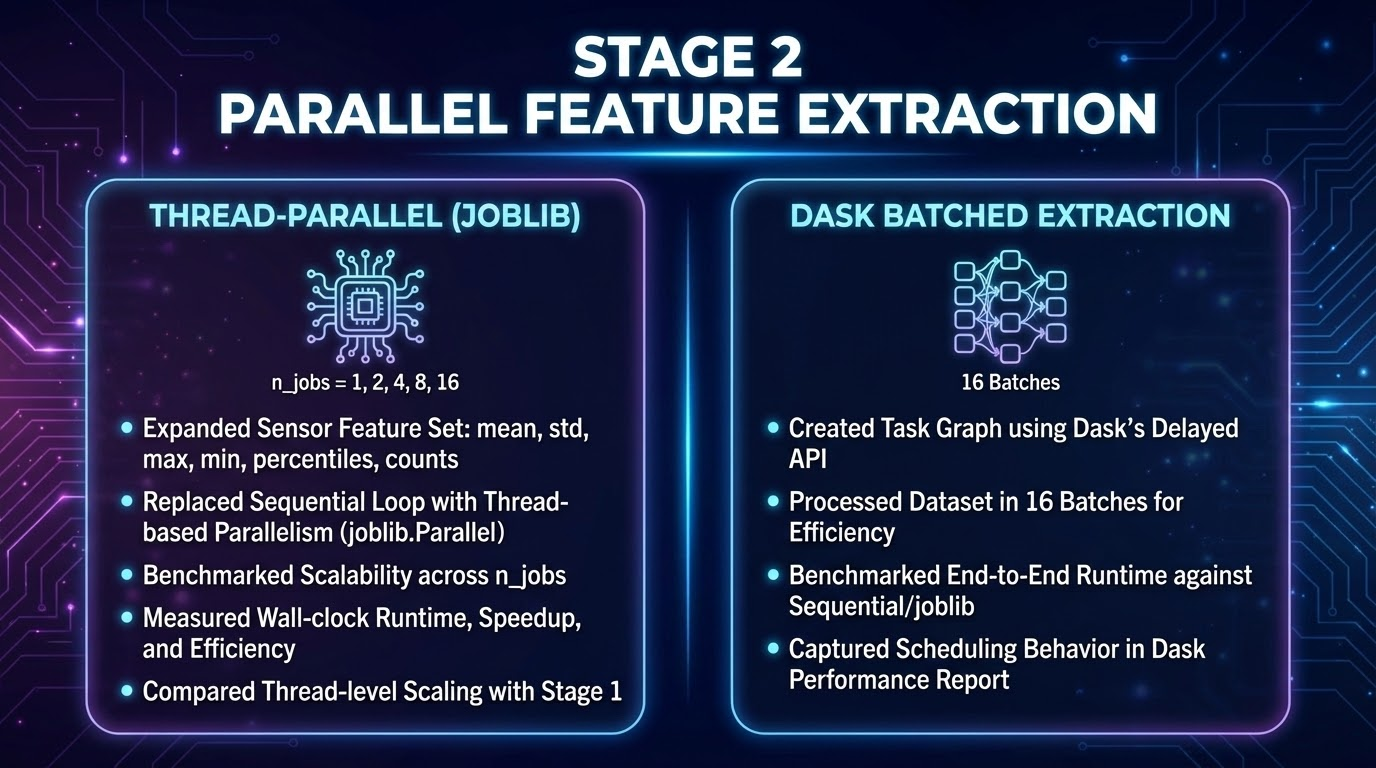 STAGE 2
PARALLEL FEATURE EXTRACTION
THREAD-PARALLEL (JOBLIB)
n_jobs = 1, 2, 4, 8, 16
• Expanded Sensor Feature Set: mean, std,
max, min, percentiles, counts
• Replaced Sequential Loop with Thread-
based Parallelism (joblib.Parallel)
• Benchmarked Scalability across n_jobs
• Measured Wall-clock Runtime, Speedup,
and Efficiency
• Compared Thread-level Scaling with Stage 1
DASK BATCHED EXTRACTION
16 Batches
• Created Task Graph using Dask's Delayed
API
• Processed Dataset in 16 Batches for
Efficiency
• Benchmarked End-to-End Runtime against
Sequential/joblib
• Captured Scheduling Behavior in Dask
Performance Report